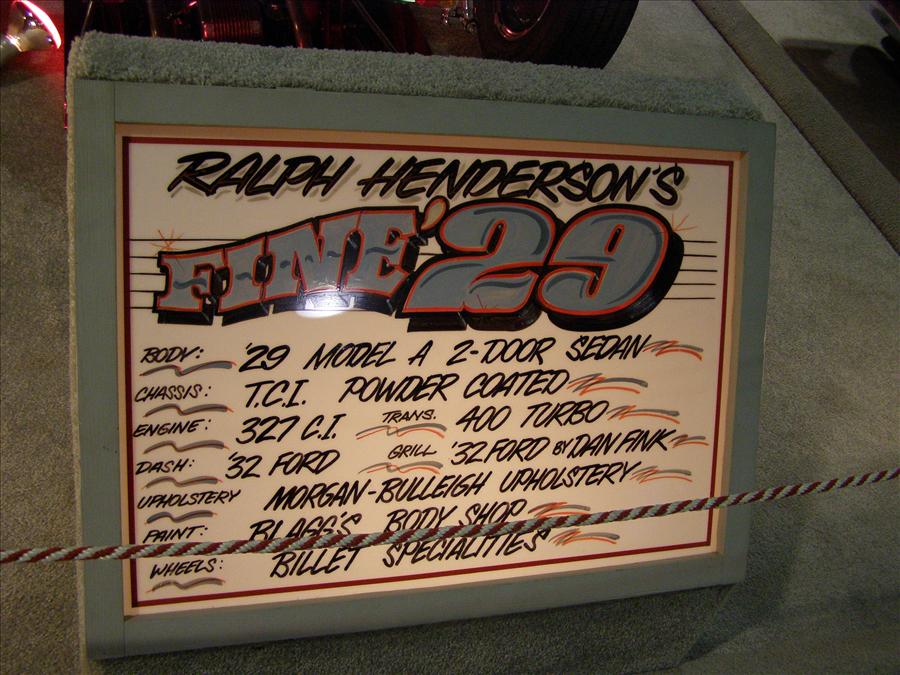 RALPH HENDERSON'S
FINE '29
BODY: '29 MODEL A 2-DOOR SEDAN
CHASSIS: T.C.I. POWDER COATED
ENGINE: 327 C.I. TRANS. 400 TURBO
DASH: '32 FORD GRILL '32 FORD BY DAN FINK
UPHOLSTERY MORGAN-BULLEIGH UPHOLSTERY
PAINT: BLAGG'S BODY SHOP
WHEELS: BILLET SPECIALITIES